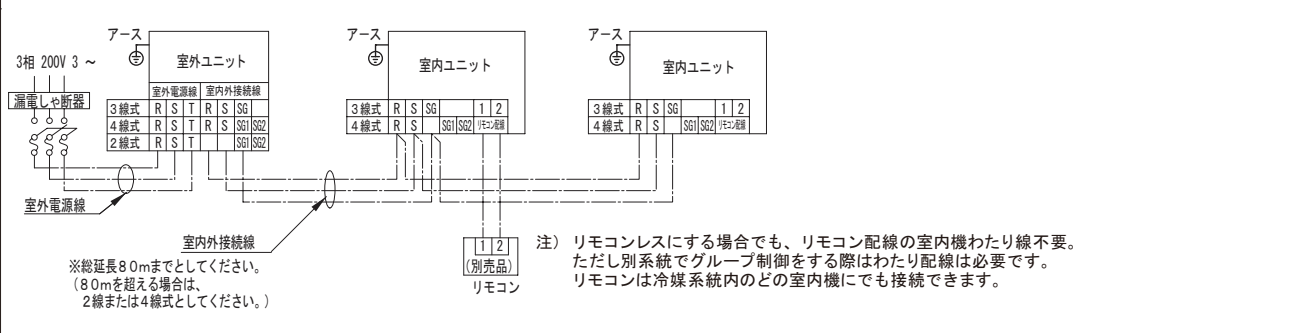 アース
3相 200V 3 ~
漏電しゃ断器
室外ユニット
室外電源線 室内外接続線
3線式 R S T R S SG
4線式 R S T R S SG1 SG2
2線式 R S T SG1 SG2
室外電源線
室内外接続線
※総延長80mまでとしてください。
(80mを超える場合は、
2線または4線式としてください。)
アース
室内ユニット
3線式 R S SG 1 2
4線式 R S SG1 SG2 リモコン配線
1 2
(別売品)
リモコン
アース
室内ユニット
3線式 R S SG 1 2
4線式 R S SG1 SG2 リモコン配線
注) リモコンレスにする場合でも、リモコン配線の室内機わたり線不要。
ただし別系統でグループ制御をする際はわたり配線は必要です。
リモコンは冷媒系統内のどの室内機にでも接続できます。